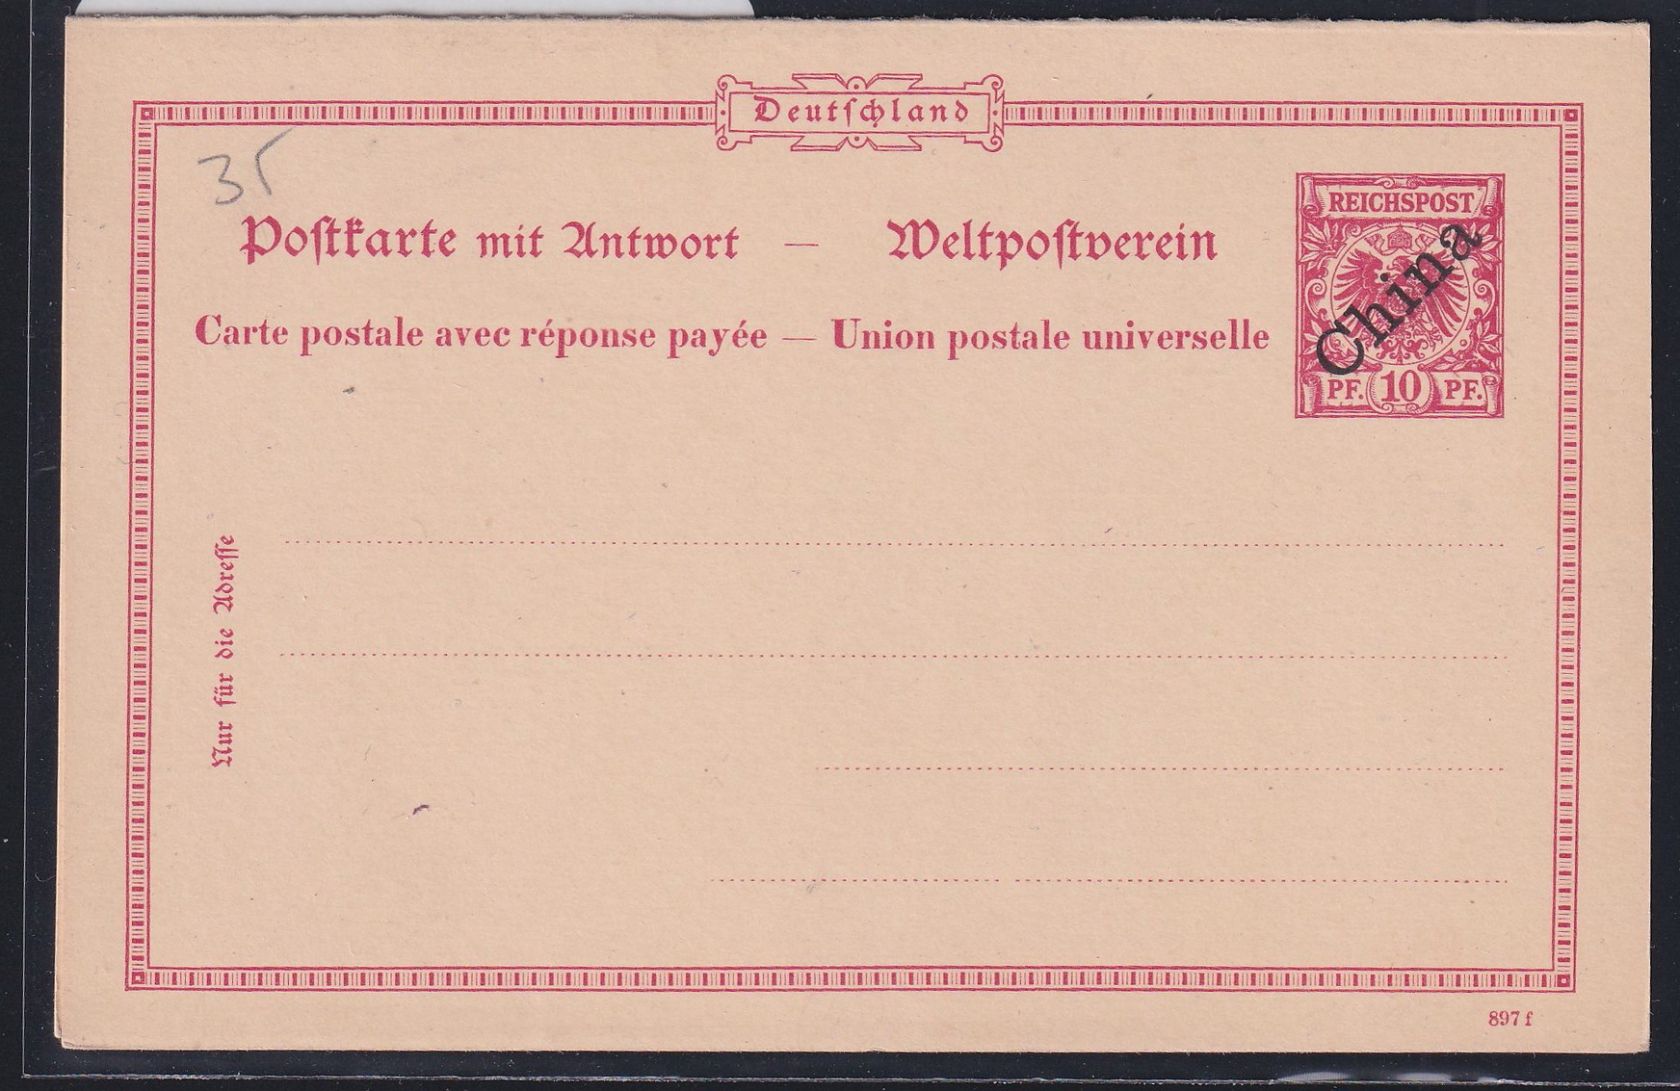 Deutſchland
35
REICHSPOST
China
PF. 10 PF.
Poſtkarte mit Antwort — Weltpoſtverein
Carte postale avec réponse payée — Union postale universelle
Nur für die Adreſſe
897 f